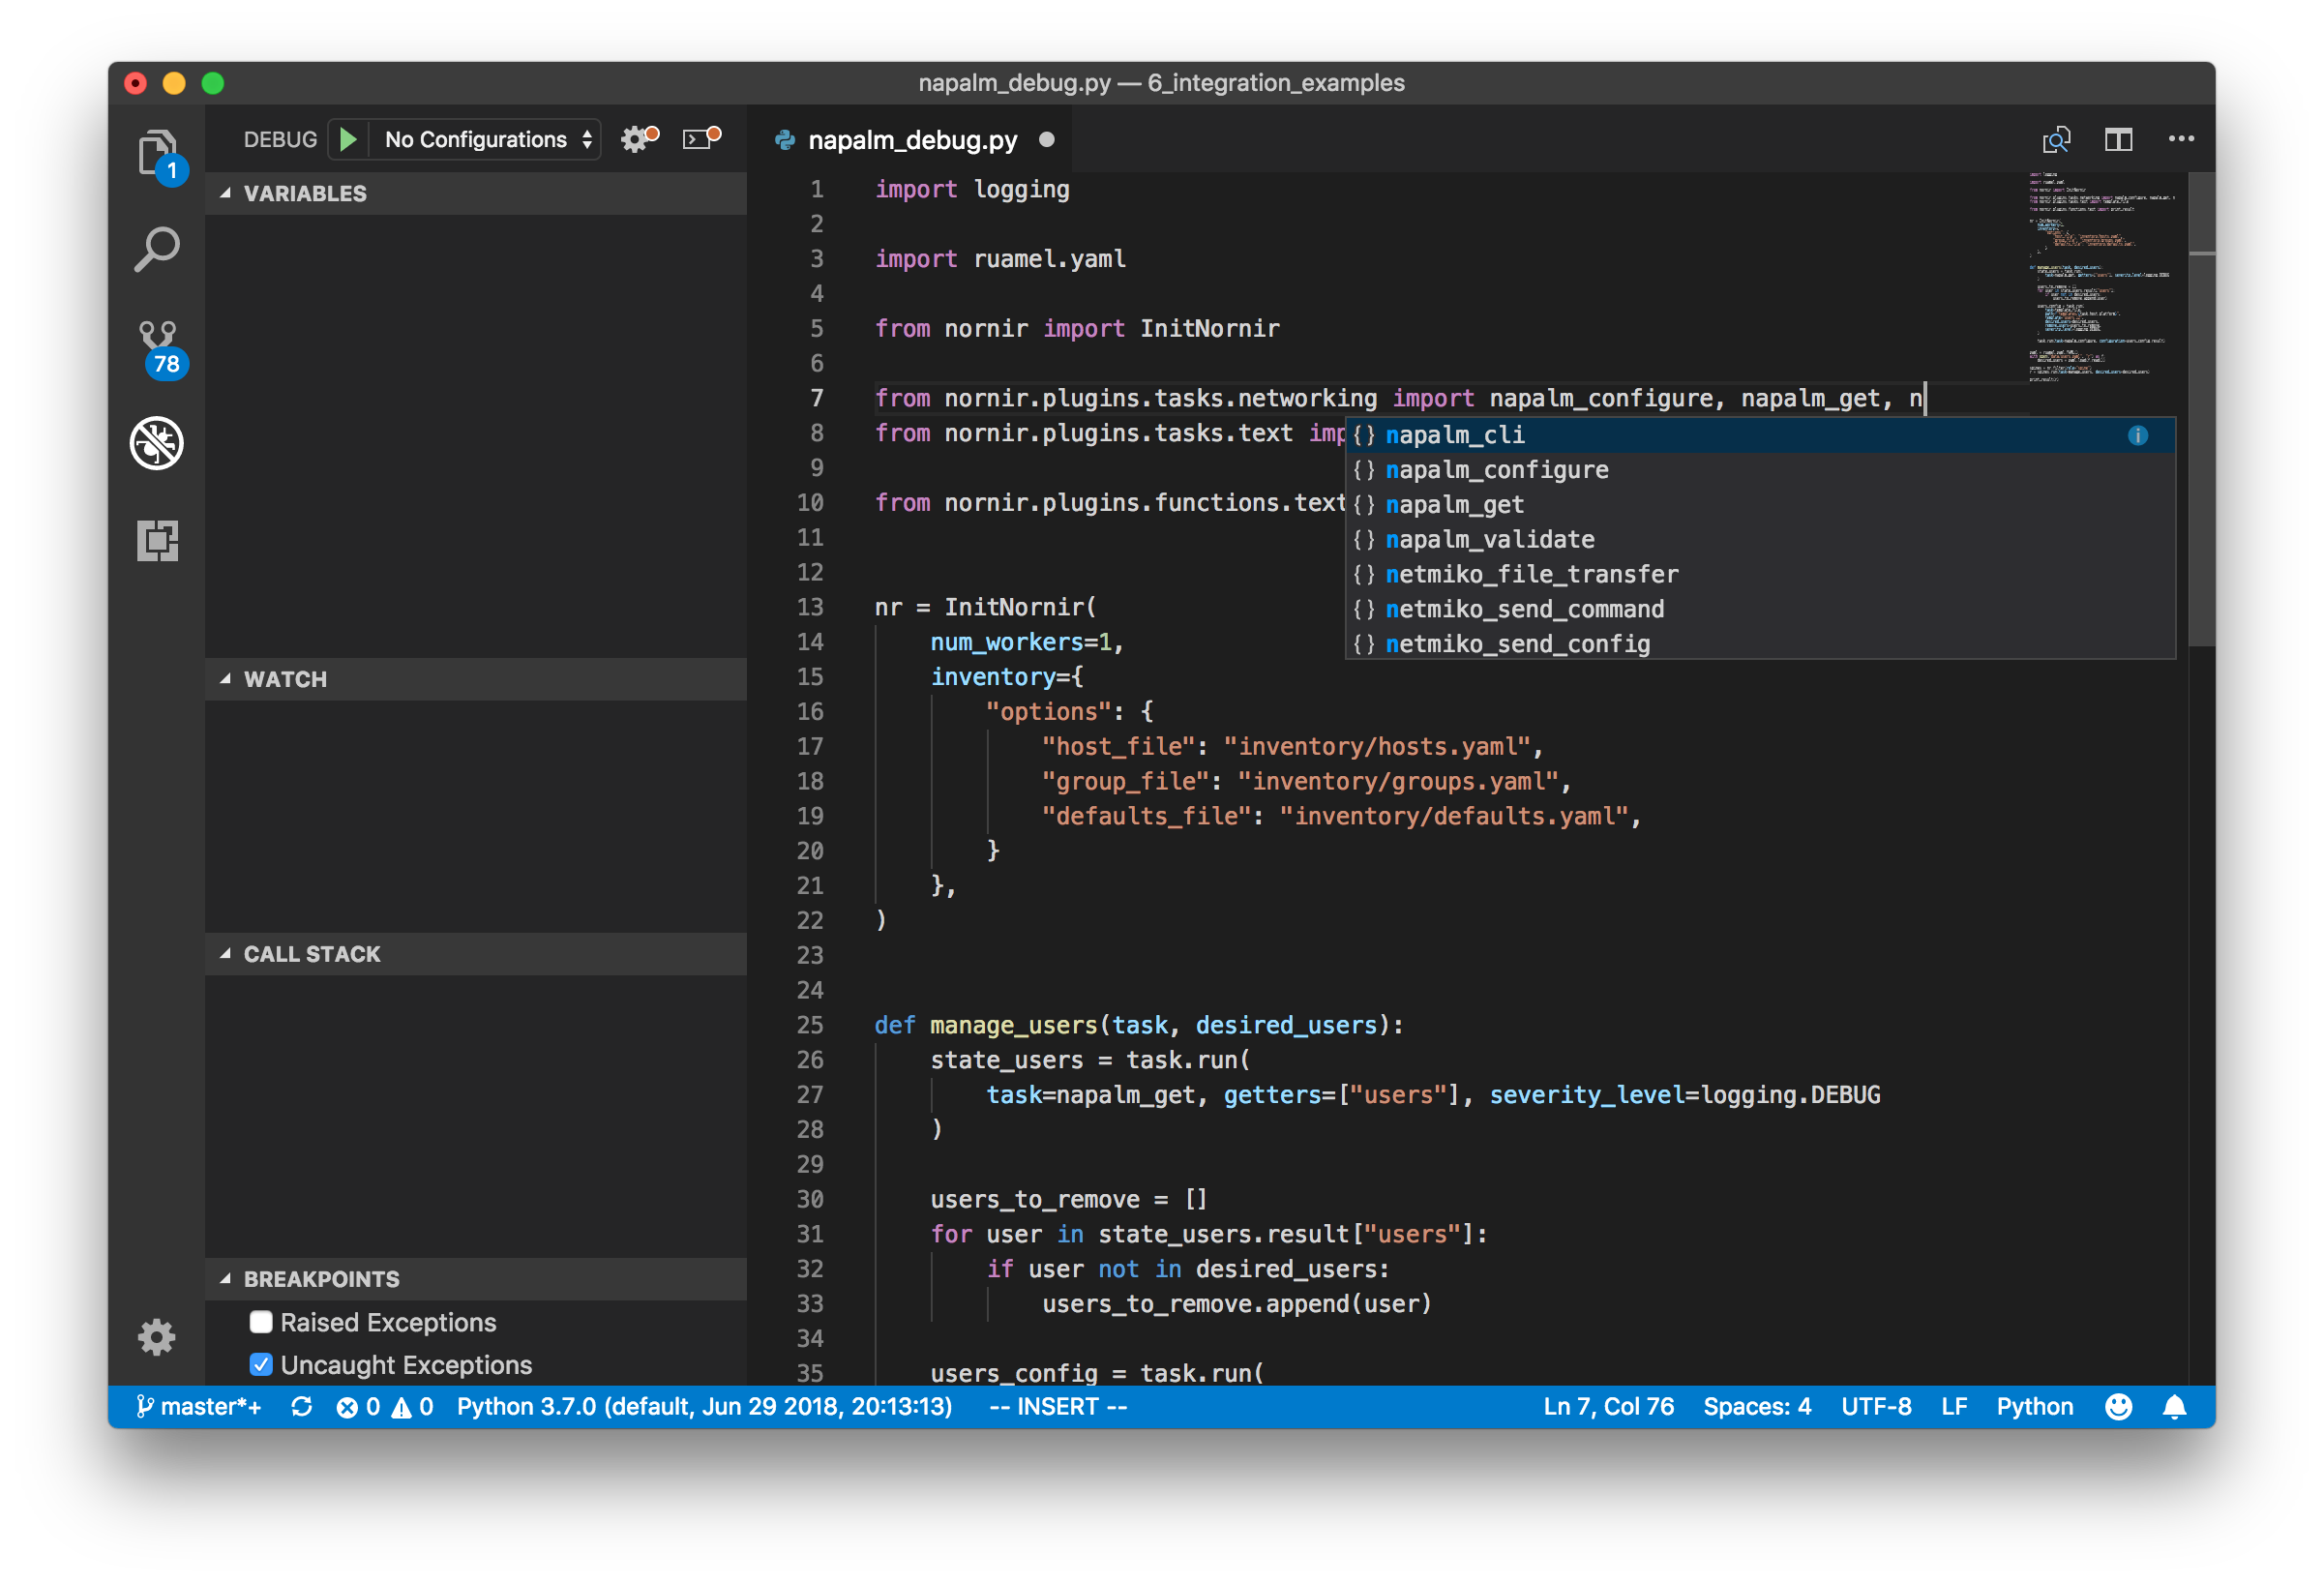 napalm_debug.py — 6_integration_examples
DEBUG No Configurations
napalm_debug.py
1
78
VARIABLES
WATCH
CALL STACK
BREAKPOINTS
Raised Exceptions
Uncaught Exceptions
1 import logging
2
3 import ruamel.yaml
4
5 from nornir import InitNornir
6
7 from nornir.plugins.tasks.networking import napalm_configure, napalm_get, n
8 from nornir.plugins.tasks.text imp
9
10 from nornir.plugins.functions.text
11
12
13 nr = InitNornir(
14     num_workers=1,
15     inventory={
16         "options": {
17             "host_file": "inventory/hosts.yaml",
18             "group_file": "inventory/groups.yaml",
19             "defaults_file": "inventory/defaults.yaml",
20         }
21     },
22 )
23
24
25 def manage_users(task, desired_users):
26     state_users = task.run(
27         task=napalm_get, getters=["users"], severity_level=logging.DEBUG
28     )
29
30     users_to_remove = []
31     for user in state_users.result["users"]:
32         if user not in desired_users:
33             users_to_remove.append(user)
34
35     users_config = task.run(
{} napalm_cli
{} napalm_configure
{} napalm_get
{} napalm_validate
{} netmiko_file_transfer
{} netmiko_send_command
{} netmiko_send_config
master*+ 0 0 Python 3.7.0 (default, Jun 29 2018, 20:13:13) -- INSERT -- Ln 7, Col 76 Spaces: 4 UTF-8 LF Python